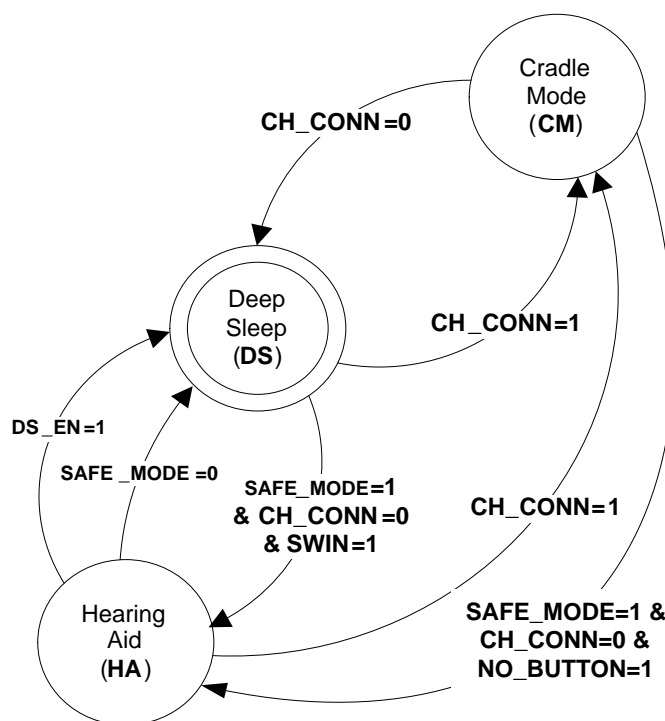 Cradle
Mode
(CM)
CH_CONN=0
Deep
Sleep
(DS)
CH_CONN=1
DS_EN=1
SAFE_MODE=0
SAFE_MODE=1
& CH_CONN=0
& SWIN=1
CH_CONN=1
Hearing
Aid
(HA)
SAFE_MODE=1 &
CH_CONN=0 &
NO_BUTTON=1